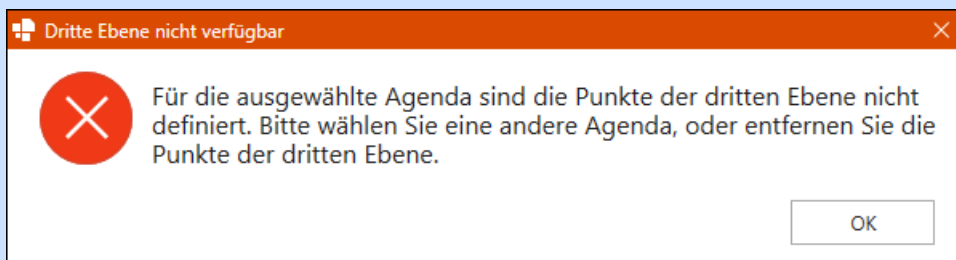 Dritte Ebene nicht verfügbar
Für die ausgewählte Agenda sind die Punkte der dritten Ebene nicht
definiert. Bitte wählen Sie eine andere Agenda, oder entfernen Sie die
Punkte der dritten Ebene.
OK